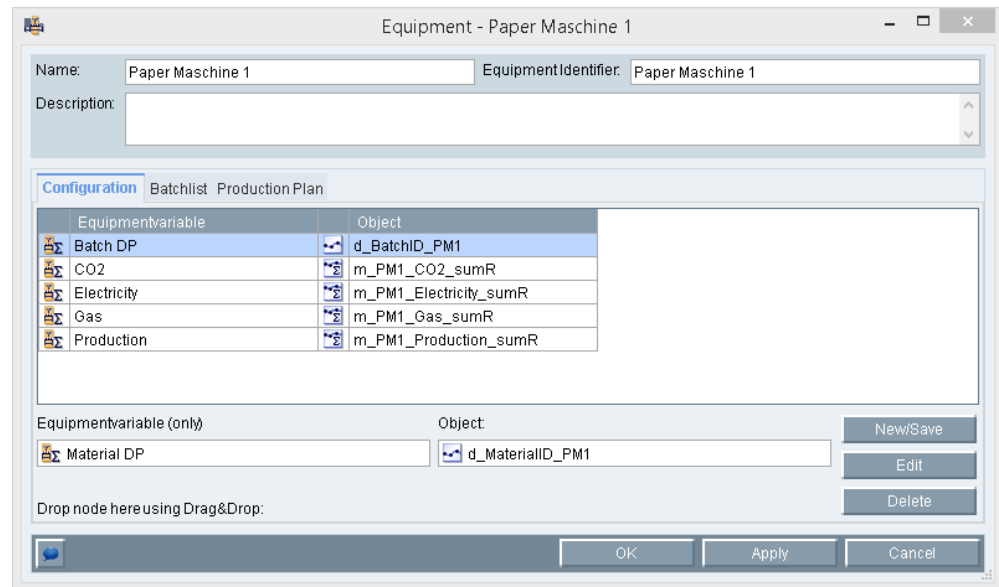 Equipment - Paper Maschine 1
Name: Paper Maschine 1 Equipment Identifier: Paper Maschine 1
Description:
Configuration Batchlist Production Plan
Equipmentvariable Object
Batch DP d_BatchID_PM1
CO2 m_PM1_CO2_sumR
Electricity m_PM1_Electricity_sumR
Gas m_PM1_Gas_sumR
Production m_PM1_Production_sumR
Equipmentvariable (only) Object:
New/Save
Material DP d_MaterialID_PM1
Edit
Delete
Drop node here using Drag&Drop:
OK Apply Cancel